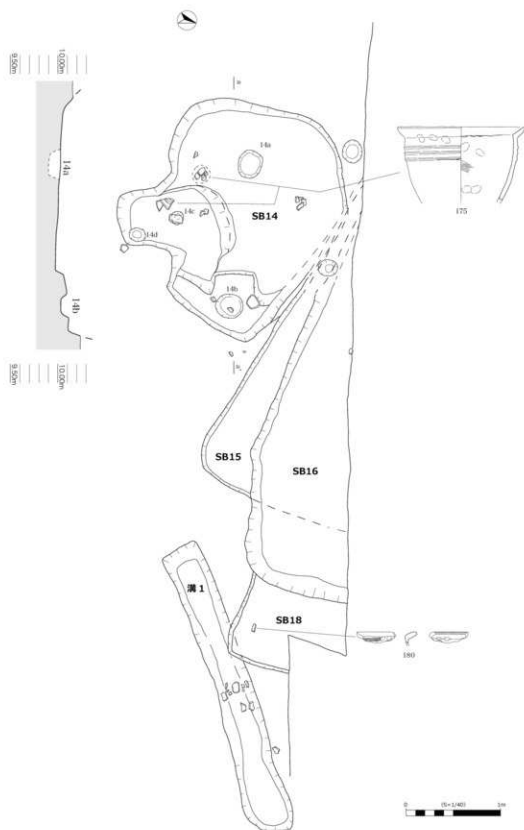 9.50m
10.00m
14a
14b
9.50m
10.00m
a
14a
175
SB14
14c
14d
14b
a'
SB15
SB16
溝1
SB18
180
0
(S=1/40)
1m